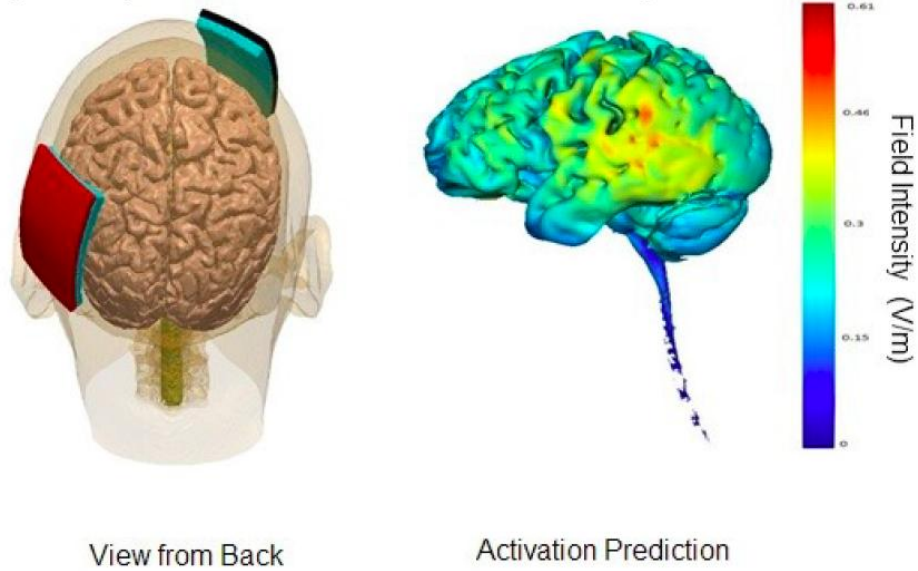 0.61
0.46
0.3
0.15
0
Field Intensity (V/m)
View from Back
Activation Prediction